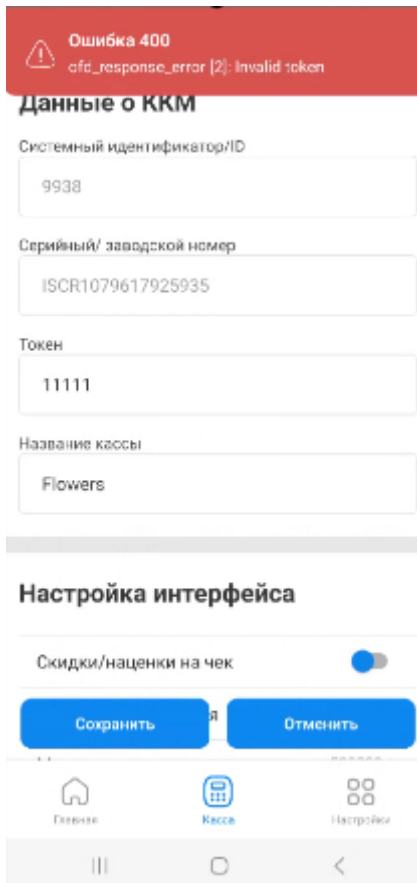 Ошибка 400
ofd_response_error [2]: Invalid token
Данные о ККМ
Системный идентификатор/ID
9938
Серийный/ заводской номер
ISCR1079617925935
Токен
11111
Название кассы
Flowers
Настройка интерфейса
Скидки/наценки на чек
Сохранить
Отменить
Главная
Касса
Настройки